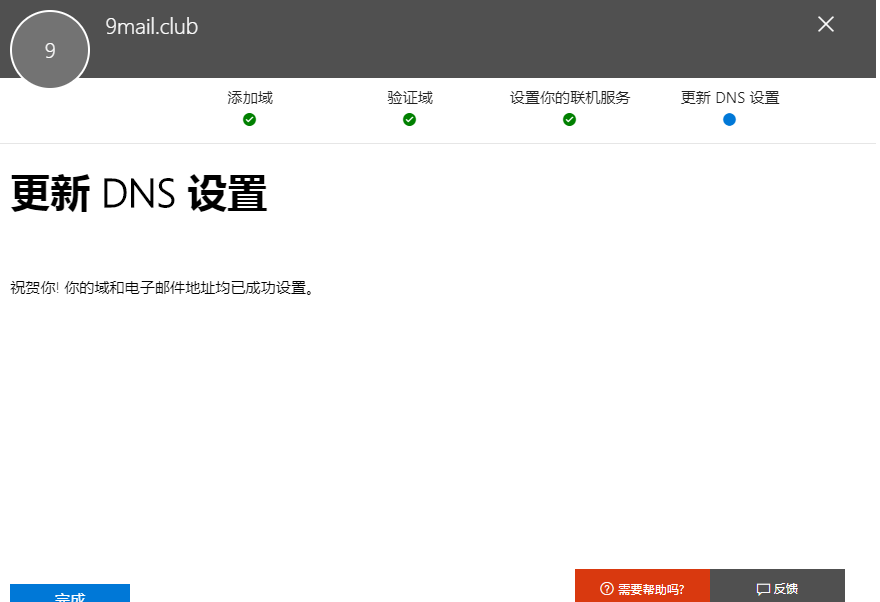 9mail.club
9
添加域
验证域
设置你的联机服务
更新 DNS 设置
更新 DNS 设置
祝贺你! 你的域和电子邮件地址均已成功设置。
完成
需要帮助吗?
反馈